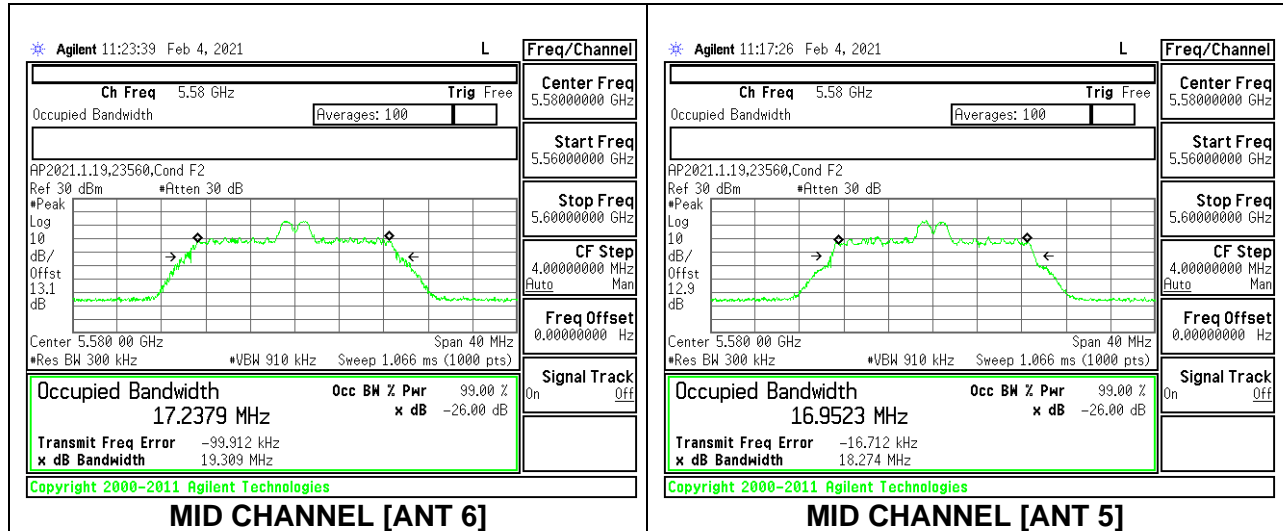 Agilent 11:23:39 Feb 4, 2021 L
Freq/Channel
Ch Freq 5.58 GHz Trig Free
Occupied Bandwidth Averages: 100
AP2021.1.19,23560,Cond F2
Ref 30 dBm #Atten 30 dB
#Peak
Log
10
dB/
Offst
13.1
dB
Center 5.580 00 GHz Span 40 MHz
#Res BW 300 kHz #VBW 910 kHz Sweep 1.066 ms (1000 pts)
Occupied Bandwidth Occ BW % Pwr 99.00 %
17.2379 MHz x dB -26.00 dB
Transmit Freq Error -99.912 kHz
x dB Bandwidth 19.309 MHz
Copyright 2000-2011 Agilent Technologies
Center Freq
5.58000000 GHz
Start Freq
5.56000000 GHz
Stop Freq
5.60000000 GHz
CF Step
4.00000000 MHz
Auto Man
Freq Offset
0.00000000 Hz
Signal Track
On Off
MID CHANNEL [ANT 6]
Agilent 11:17:26 Feb 4, 2021 L
Freq/Channel
Ch Freq 5.58 GHz Trig Free
Occupied Bandwidth Averages: 100
AP2021.1.19,23560,Cond F2
Ref 30 dBm #Atten 30 dB
#Peak
Log
10
dB/
Offst
12.9
dB
Center 5.580 00 GHz Span 40 MHz
#Res BW 300 kHz #VBW 910 kHz Sweep 1.066 ms (1000 pts)
Occupied Bandwidth Occ BW % Pwr 99.00 %
16.9523 MHz x dB -26.00 dB
Transmit Freq Error -16.712 kHz
x dB Bandwidth 18.274 MHz
Copyright 2000-2011 Agilent Technologies
Center Freq
5.58000000 GHz
Start Freq
5.56000000 GHz
Stop Freq
5.60000000 GHz
CF Step
4.00000000 MHz
Auto Man
Freq Offset
0.00000000 Hz
Signal Track
On Off
MID CHANNEL [ANT 5]